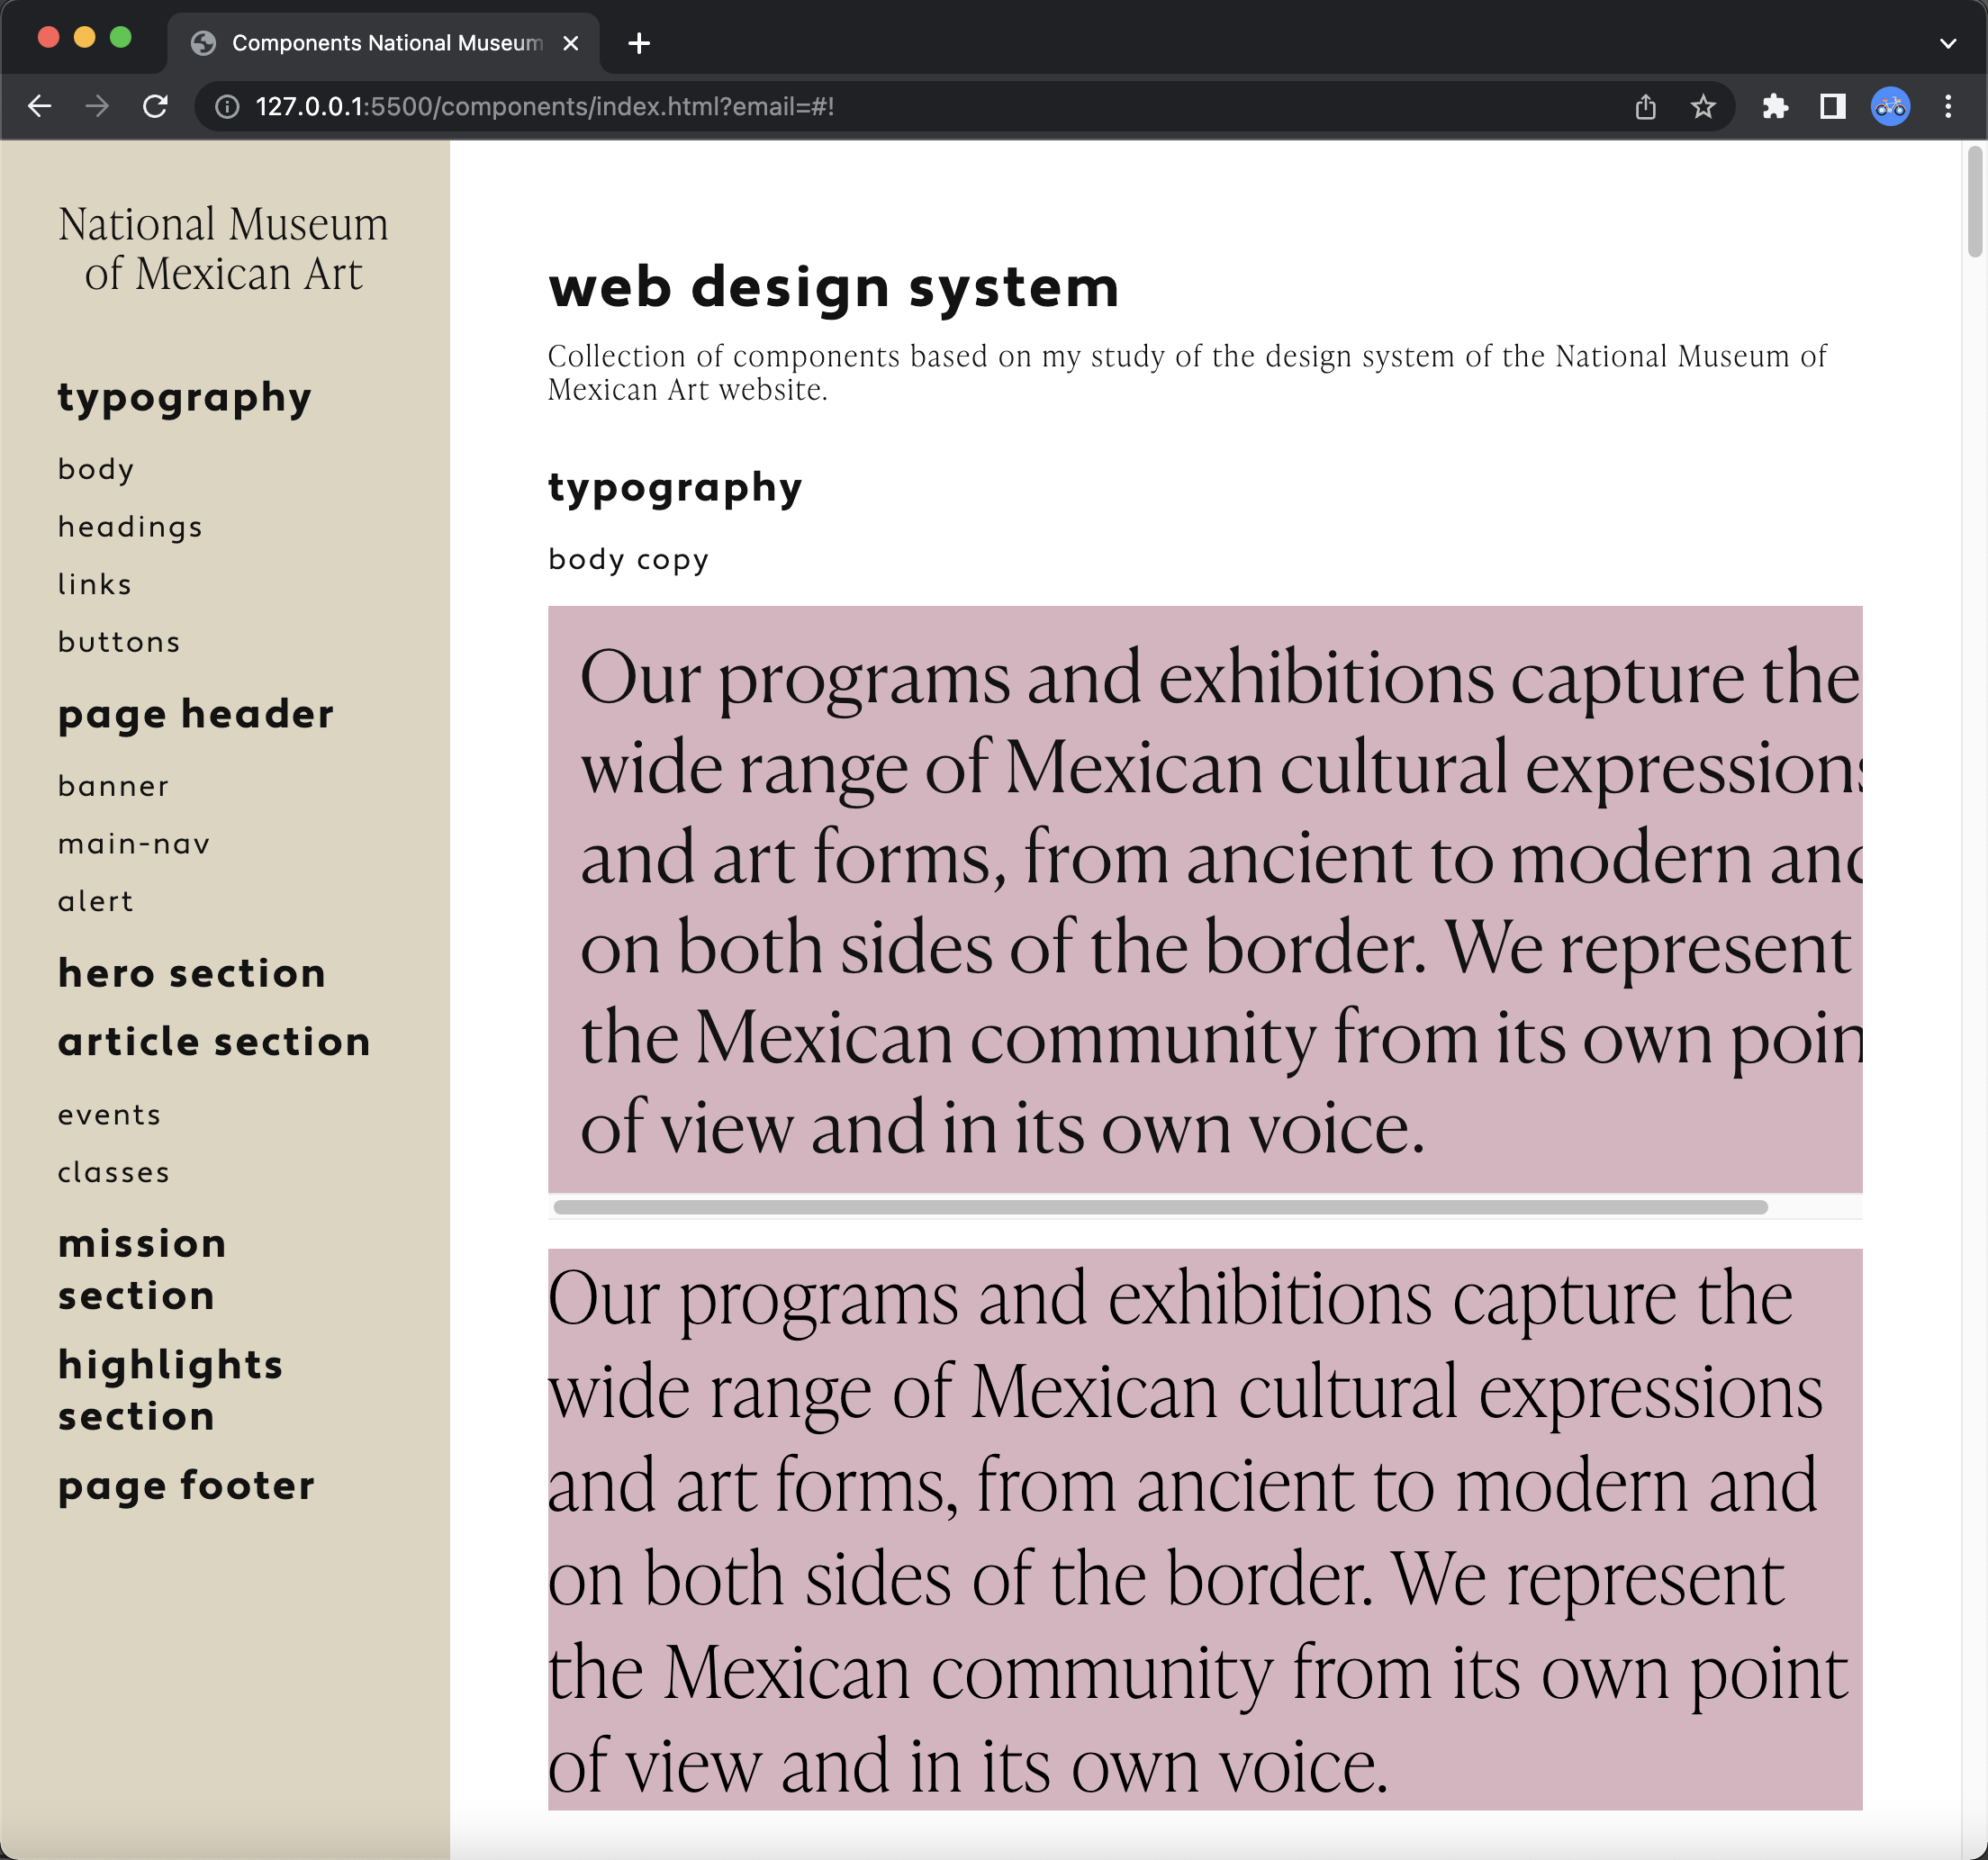 Components National Museum
127.0.0.1:5500/components/index.html?email=#!
National Museum
of Mexican Art
typography
body
headings
links
buttons
page header
banner
main-nav
alert
hero section
article section
events
classes
mission
section
highlights
section
page footer
web design system
Collection of components based on my study of the design system of the National Museum of
Mexican Art website.
typography
body copy
Our programs and exhibitions capture the
wide range of Mexican cultural expressions
and art forms, from ancient to modern and
on both sides of the border. We represent
the Mexican community from its own poin
of view and in its own voice.
Our programs and exhibitions capture the
wide range of Mexican cultural expressions
and art forms, from ancient to modern and
on both sides of the border. We represent
the Mexican community from its own point
of view and in its own voice.